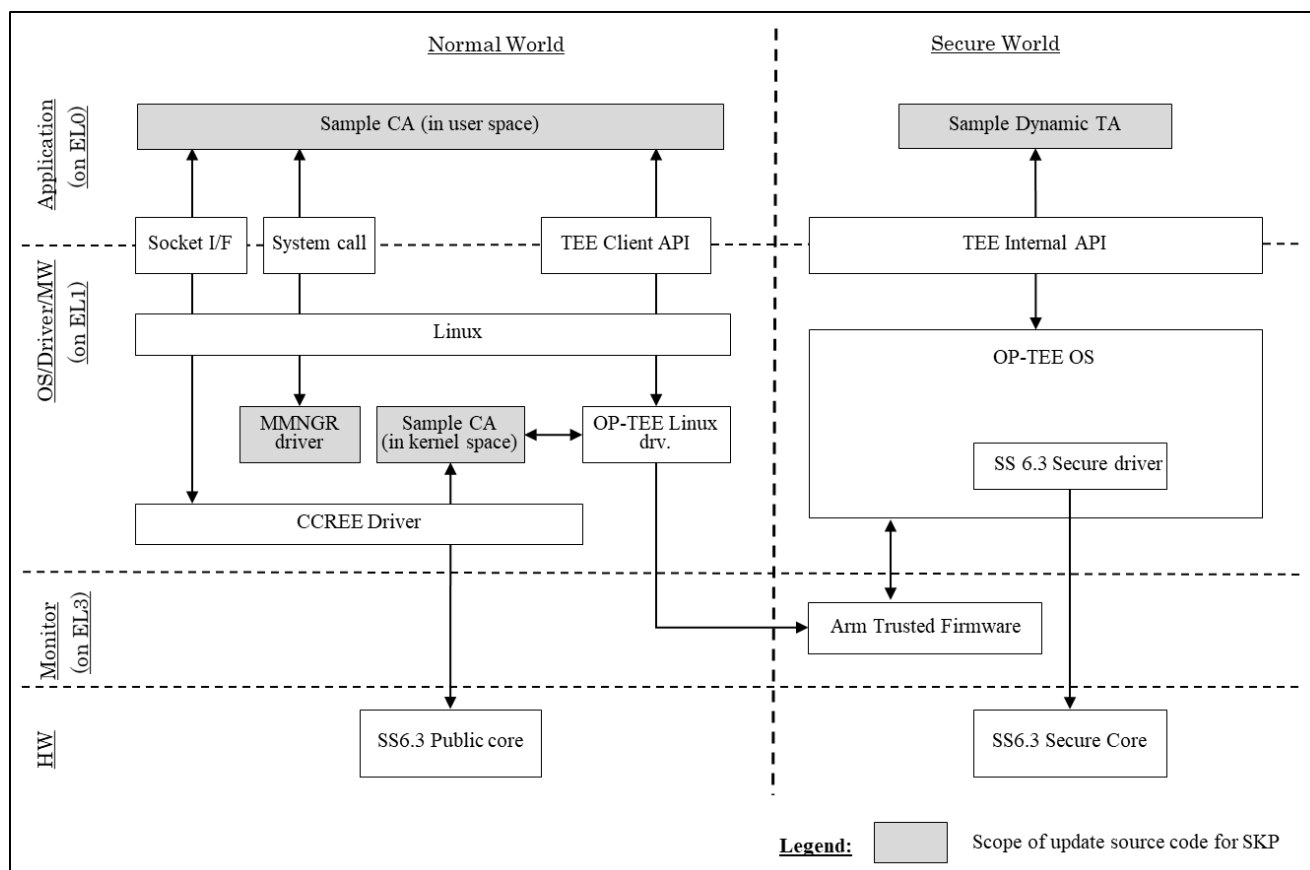 Normal World
Secure World
Application
(on EL0)
Sample CA (in user space)
Sample Dynamic TA
Socket I/F
System call
TEE Client API
TEE Internal API
OS/Driver/MW
(on EL1)
Linux
OP-TEE OS
MMNGR
driver
Sample CA
(in kernel space)
OP-TEE Linux
drv.
SS 6.3 Secure driver
CCREE Driver
Monitor
(on EL3)
Arm Trusted Firmware
HW
SS6.3 Public core
SS6.3 Secure Core
Legend:
Scope of update source code for SKP